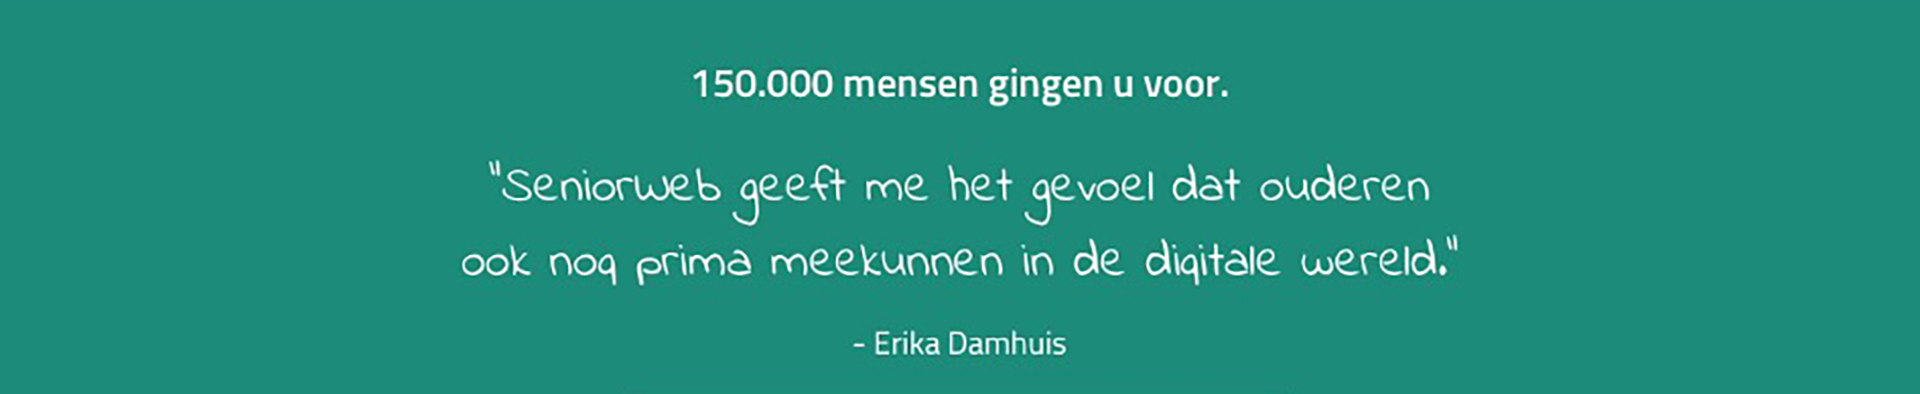 150.000 mensen gingen u voor.
"Seniorweb geeft me het gevoel dat ouderen
ook nog prima meekunnen in de digitale wereld."
- Erika Damhuis